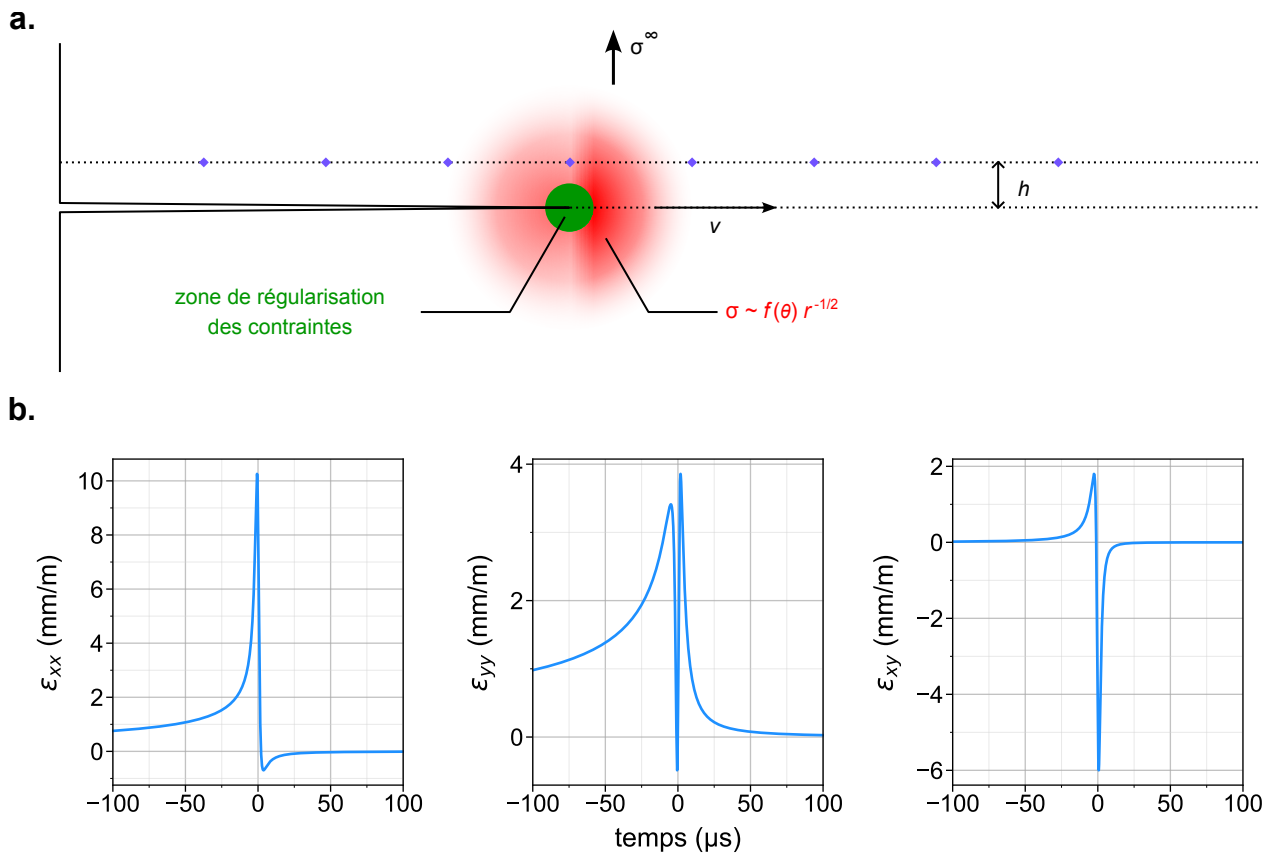 a.
σ∞
h
v
zone de régularisation
des contraintes
σ ~ f(θ) r-1/2
b.
εxx (mm/m)
10
8
6
4
2
0
−100 −50 0 50 100
εyy (mm/m)
4
2
0
−100 −50 0 50 100
temps (µs)
εxy (mm/m)
2
0
−2
−4
−6
−100 −50 0 50 100